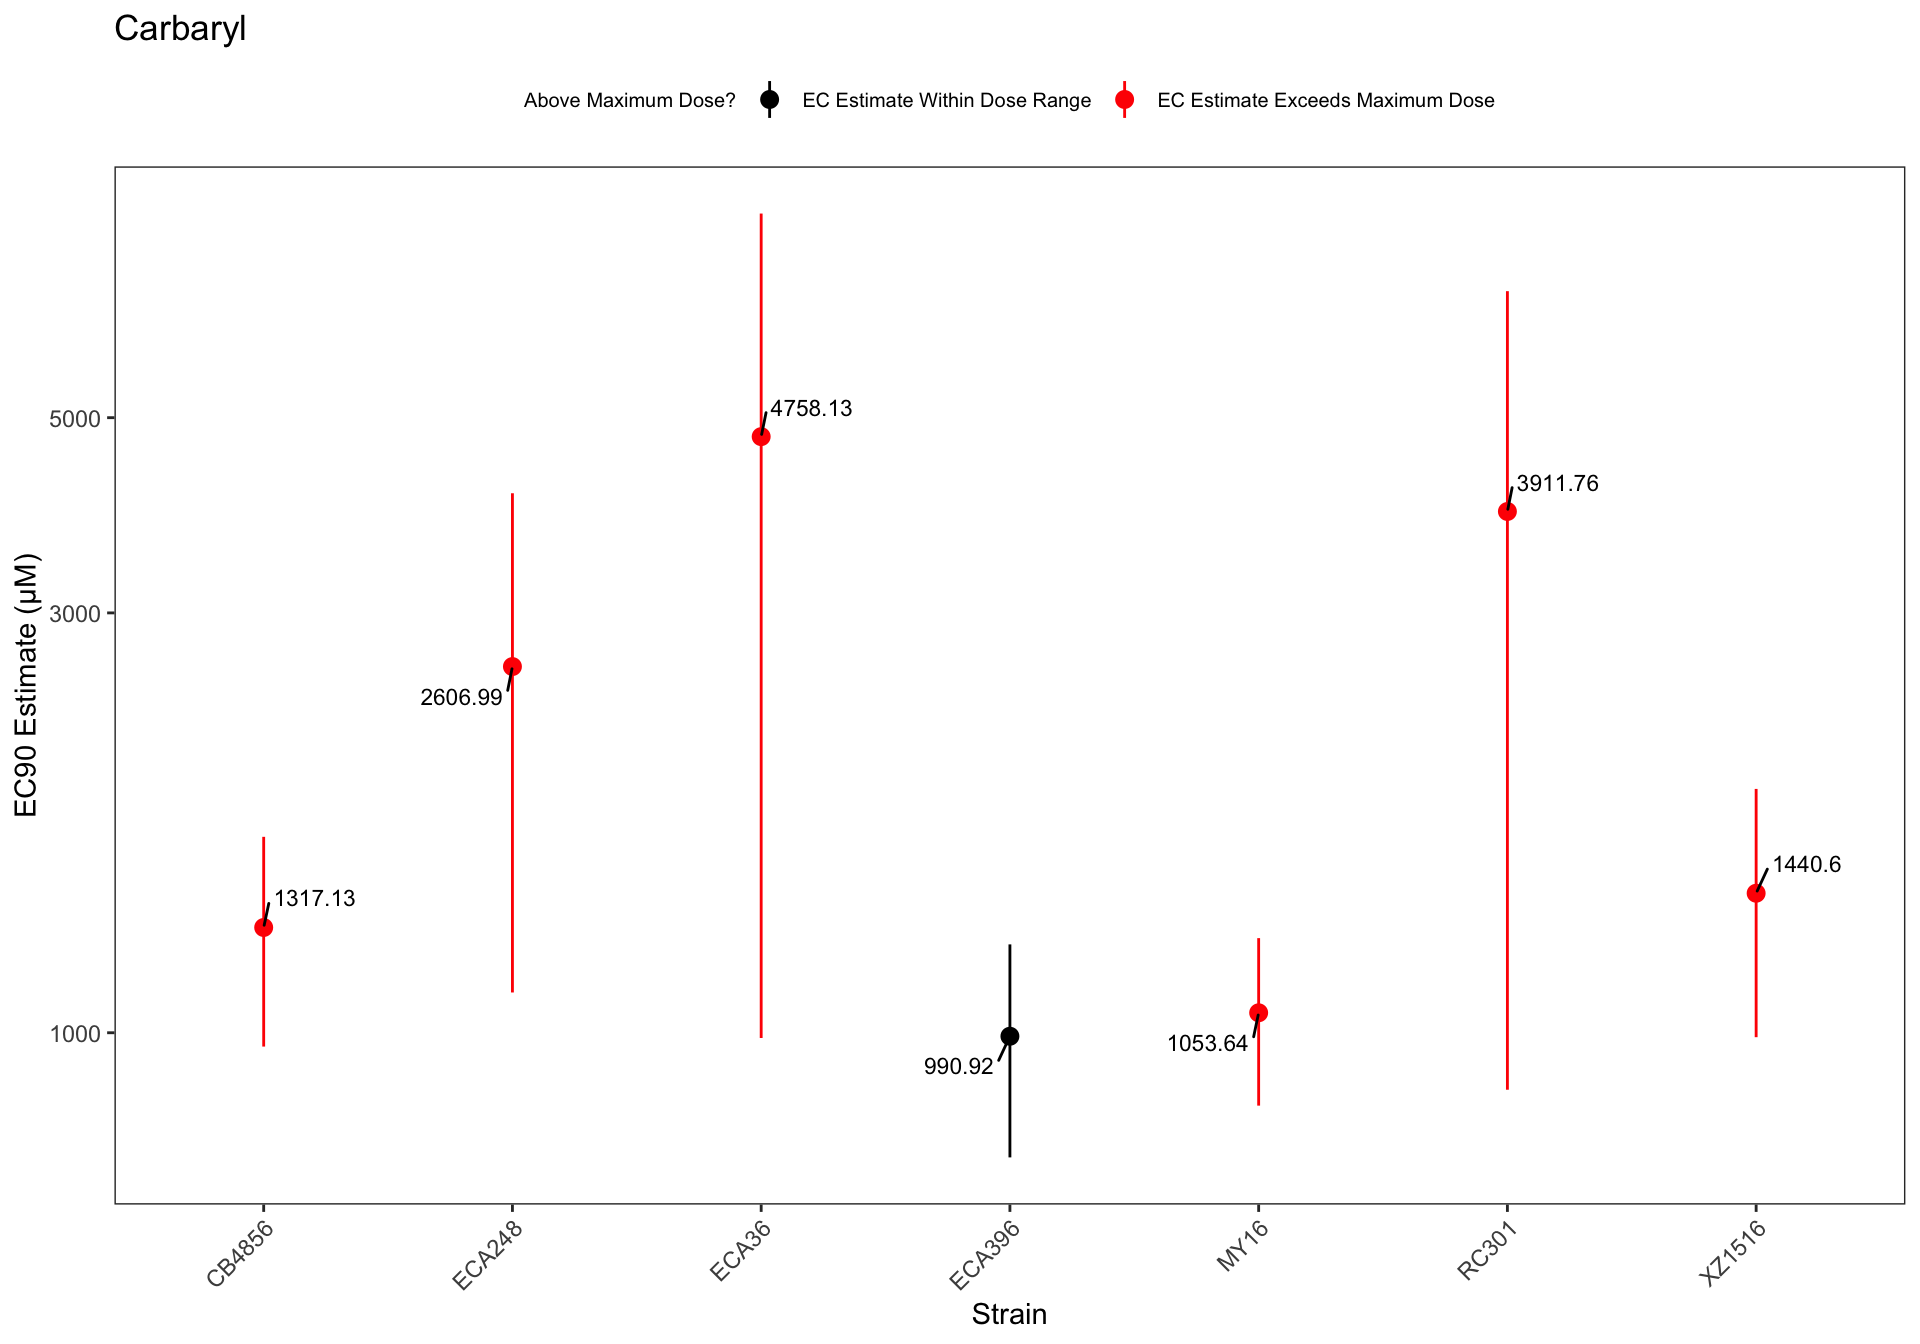 Carbaryl
Above Maximum Dose? EC Estimate Within Dose Range EC Estimate Exceeds Maximum Dose
EC90 Estimate (µM)
5000
3000
1000
4758.13
3911.76
2606.99
1440.6
1317.13
1053.64
990.92
CB4856 ECA248 ECA36 ECA396 MY16 RC301 XZ1516
Strain